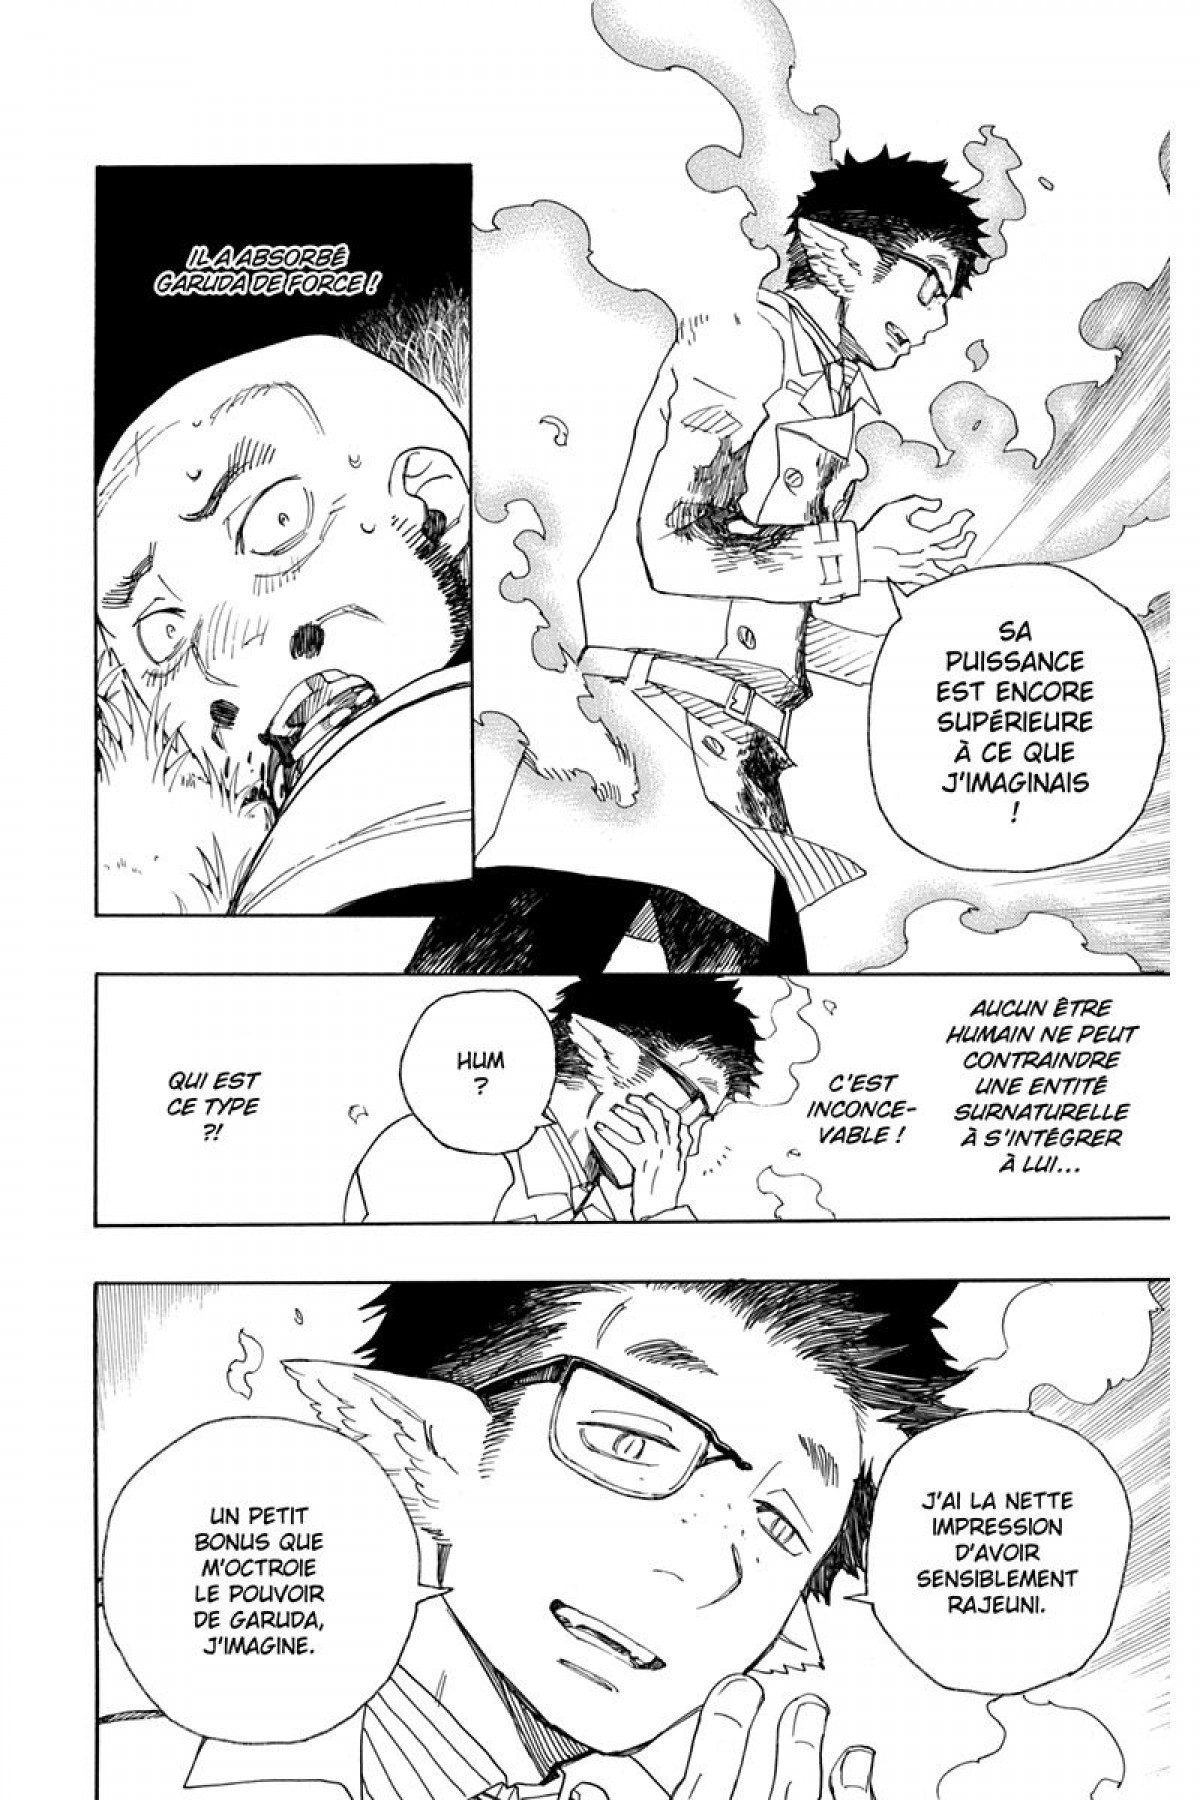 SA
PUISSANCE
EST ENCORE
SUPÉRIEURE
À CE QUE
J'IMAGINAIS
!
IL A ABSORBÉ
GARUDA DE FORCE !
AUCUN ÊTRE
HUMAIN NE PEUT
CONTRAINDRE
UNE ENTITÉ
SURNATURELLE
À S'INTÉGRER
À LUI...
C'EST
INCONCE-
VABLE !
HUM
?
QUI EST
CE TYPE
?!
J'AI LA NETTE
IMPRESSION
D'AVOIR
SENSIBLEMENT
RAJEUNI.
UN PETIT
BONUS QUE
M'OCTROIE
LE POUVOIR
DE GARUDA,
J'IMAGINE.